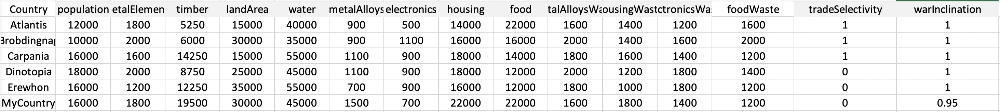 Country population etalElemen timber landArea water metalAlloys electronics housing food talAlloysWa ousingWast ctronicsWa foodWaste tradeSelectivity warInclination
Atlantis 12000 1800 5250 15000 40000 900 500 14000 22000 1600 1400 1200 1600 1 1
Brobdingnag 10000 2000 6000 30000 35000 900 1100 16000 16000 2000 1400 1600 2000 1 1
Carpania 16000 1600 14250 15000 55000 1100 900 18000 14000 1800 1600 1400 1200 1 1
Dinotopia 18000 2000 8750 25000 45000 1100 900 18000 12000 2000 1200 1800 1400 0 1
Erewhon 16000 1200 12250 35000 55000 700 900 16000 12000 1800 1000 1800 1200 0 1
MyCountry 16000 1800 19500 30000 45000 1500 700 22000 22000 1600 1800 1400 1200 0 0.95